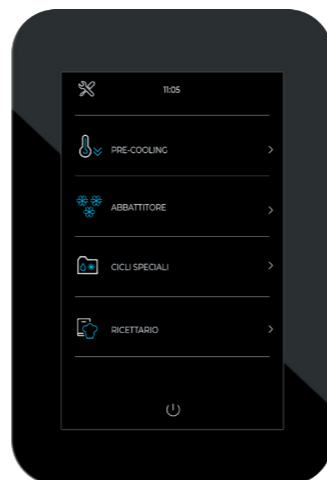 11:05
PRE-COOLING
ABBATTITORE
CICLI SPECIALI
RICETTARIO